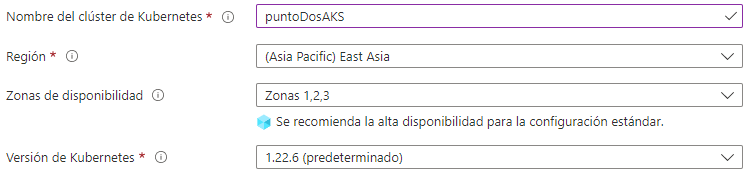 Nombre del clúster de Kubernetes * puntoDosAKS
Región * (Asia Pacific) East Asia
Zonas de disponibilidad Zonas 1,2,3
Se recomienda la alta disponibilidad para la configuración estándar.
Versión de Kubernetes * 1.22.6 (predeterminado)